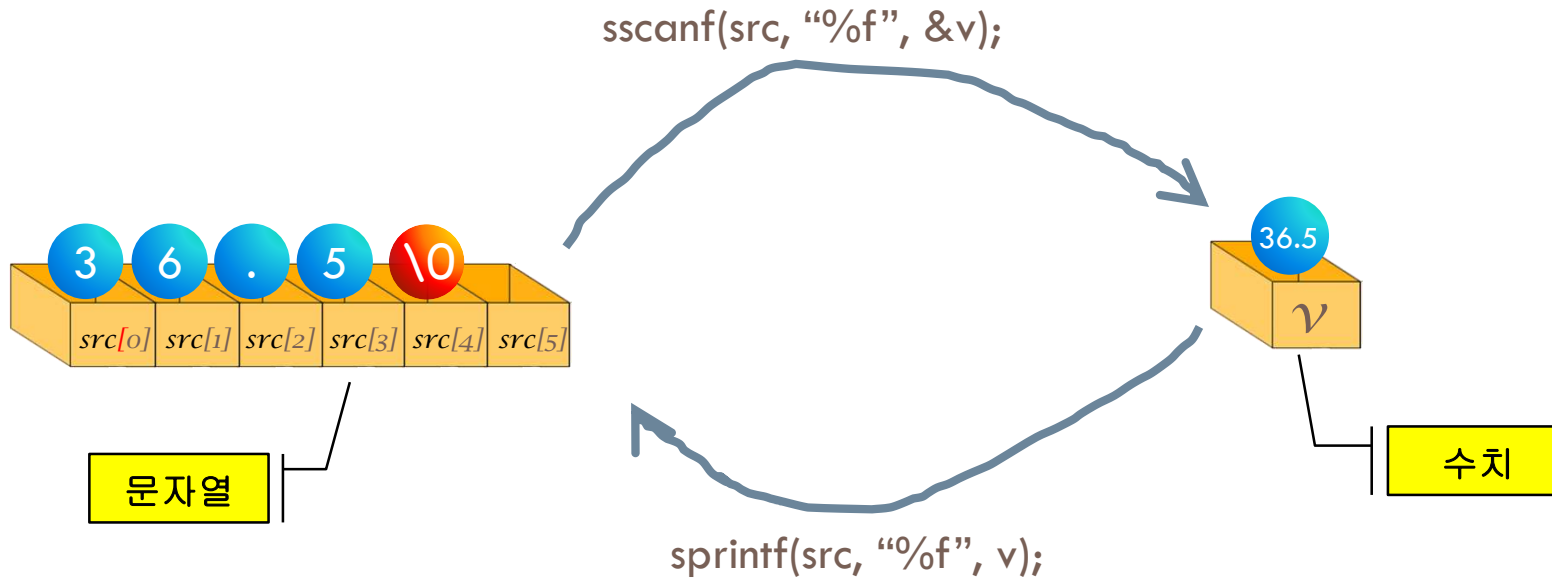 sscanf(src, “%f”, &v);
3 6 . 5 \0
36.5
src[0] src[1] src[2] src[3] src[4] src[5]
v
문자열
수치
sprintf(src, “%f”, v);